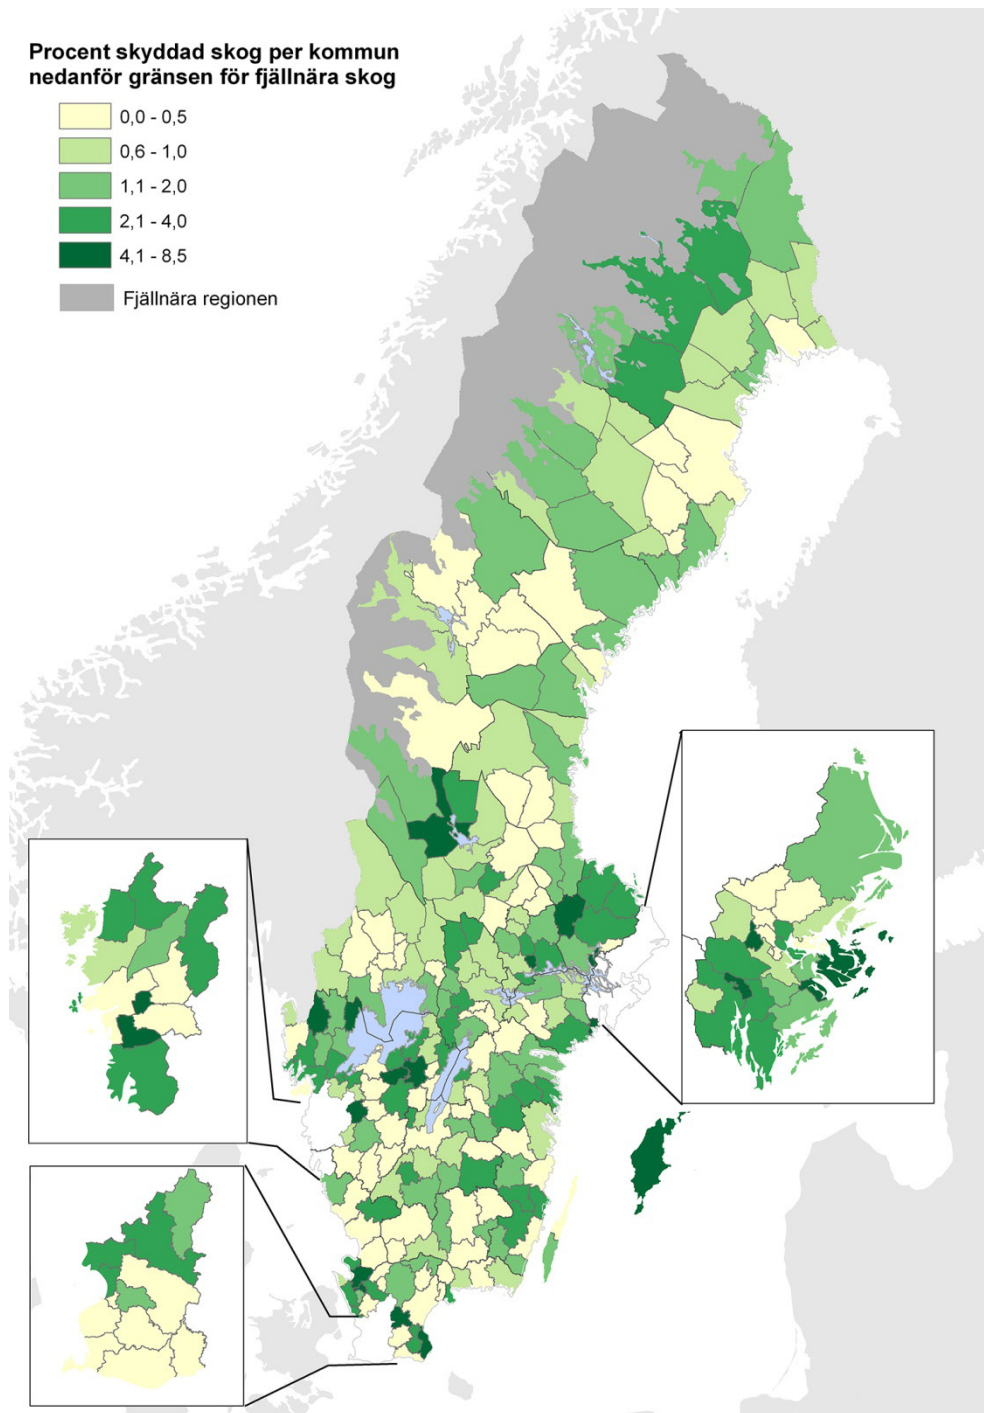 Procent skyddad skog per kommun
nedanför gränsen för fjällnära skog
0,0 - 0,5
0,6 - 1,0
1,1 - 2,0
2,1 - 4,0
4,1 - 8,5
Fjällnära regionen